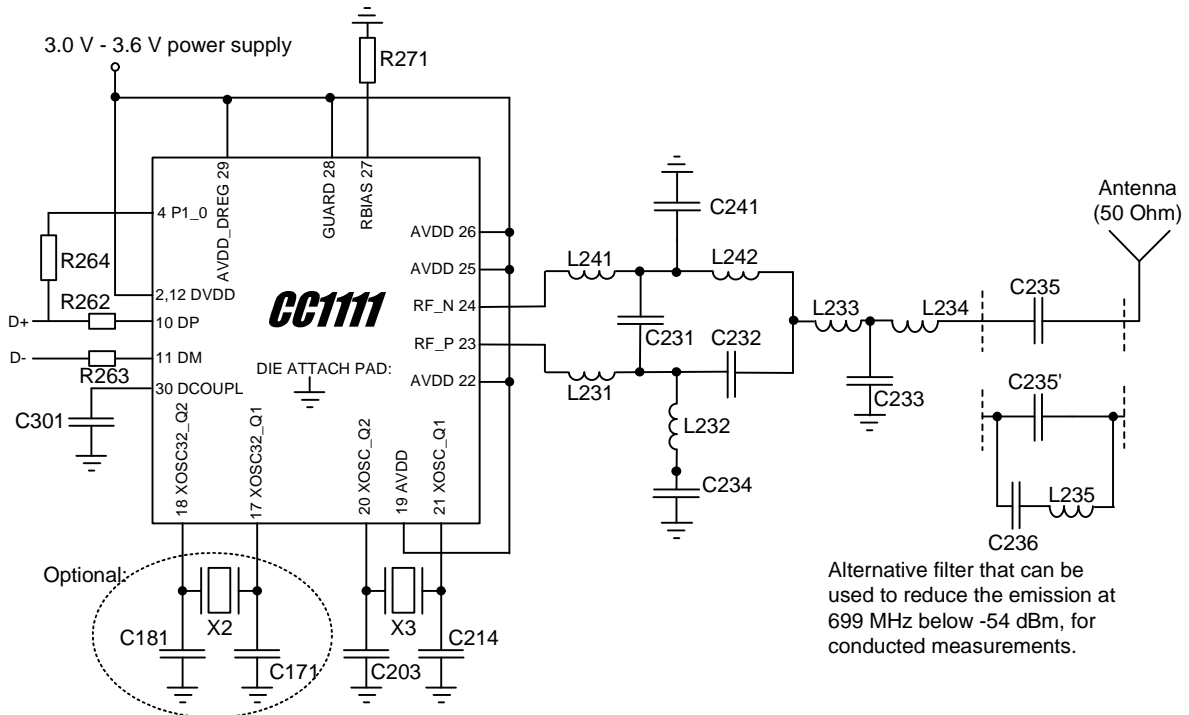 3.0 V - 3.6 V power supply
R271
AVDD_DREG 29
GUARD 28
RBIAS 27
4 P1_0
R264
R262
2,12 DVDD
D+
10 DP
D-
11 DM
R263
30 DCOUPL
C301
CC1111
DIE ATTACH PAD:
AVDD 26
AVDD 25
RF_N 24
RF_P 23
AVDD 22
18 XOSC32_Q2
17 XOSC32_Q1
20 XOSC_Q2
19 AVDD
21 XOSC_Q1
Optional:
X2
X3
C181
C171
C203
C214
C241
L241
L242
C231
C232
L231
L232
C234
L233
L234
C233
Antenna
(50 Ohm)
C235
C235'
L235
C236
Alternative filter that can be
used to reduce the emission at
699 MHz below -54 dBm, for
conducted measurements.